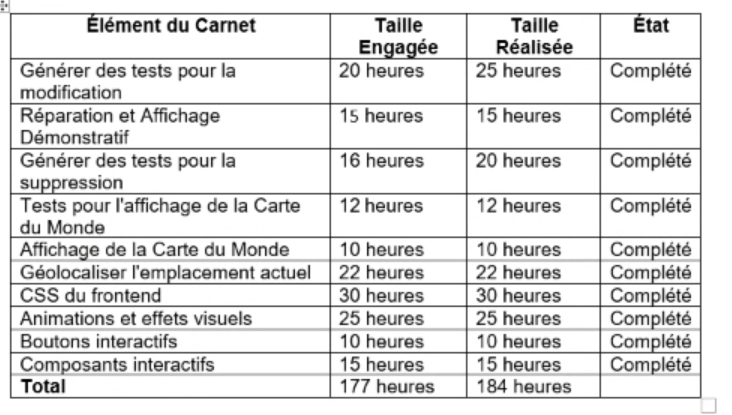 Élément du Carnet Taille Taille État
Engagée Réalisée
Générer des tests pour la 20 heures 25 heures Complété
modification
Réparation et Affichage 15 heures 15 heures Complété
Démonstratif
Générer des tests pour la 16 heures 20 heures Complété
suppression
Tests pour l'affichage de la Carte 12 heures 12 heures Complété
du Monde
Affichage de la Carte du Monde 10 heures 10 heures Complété
Géolocaliser l'emplacement actuel 22 heures 22 heures Complété
CSS du frontend 30 heures 30 heures Complété
Animations et effets visuels 25 heures 25 heures Complété
Boutons interactifs 10 heures 10 heures Complété
Composants interactifs 15 heures 15 heures Complété
Total 177 heures 184 heures